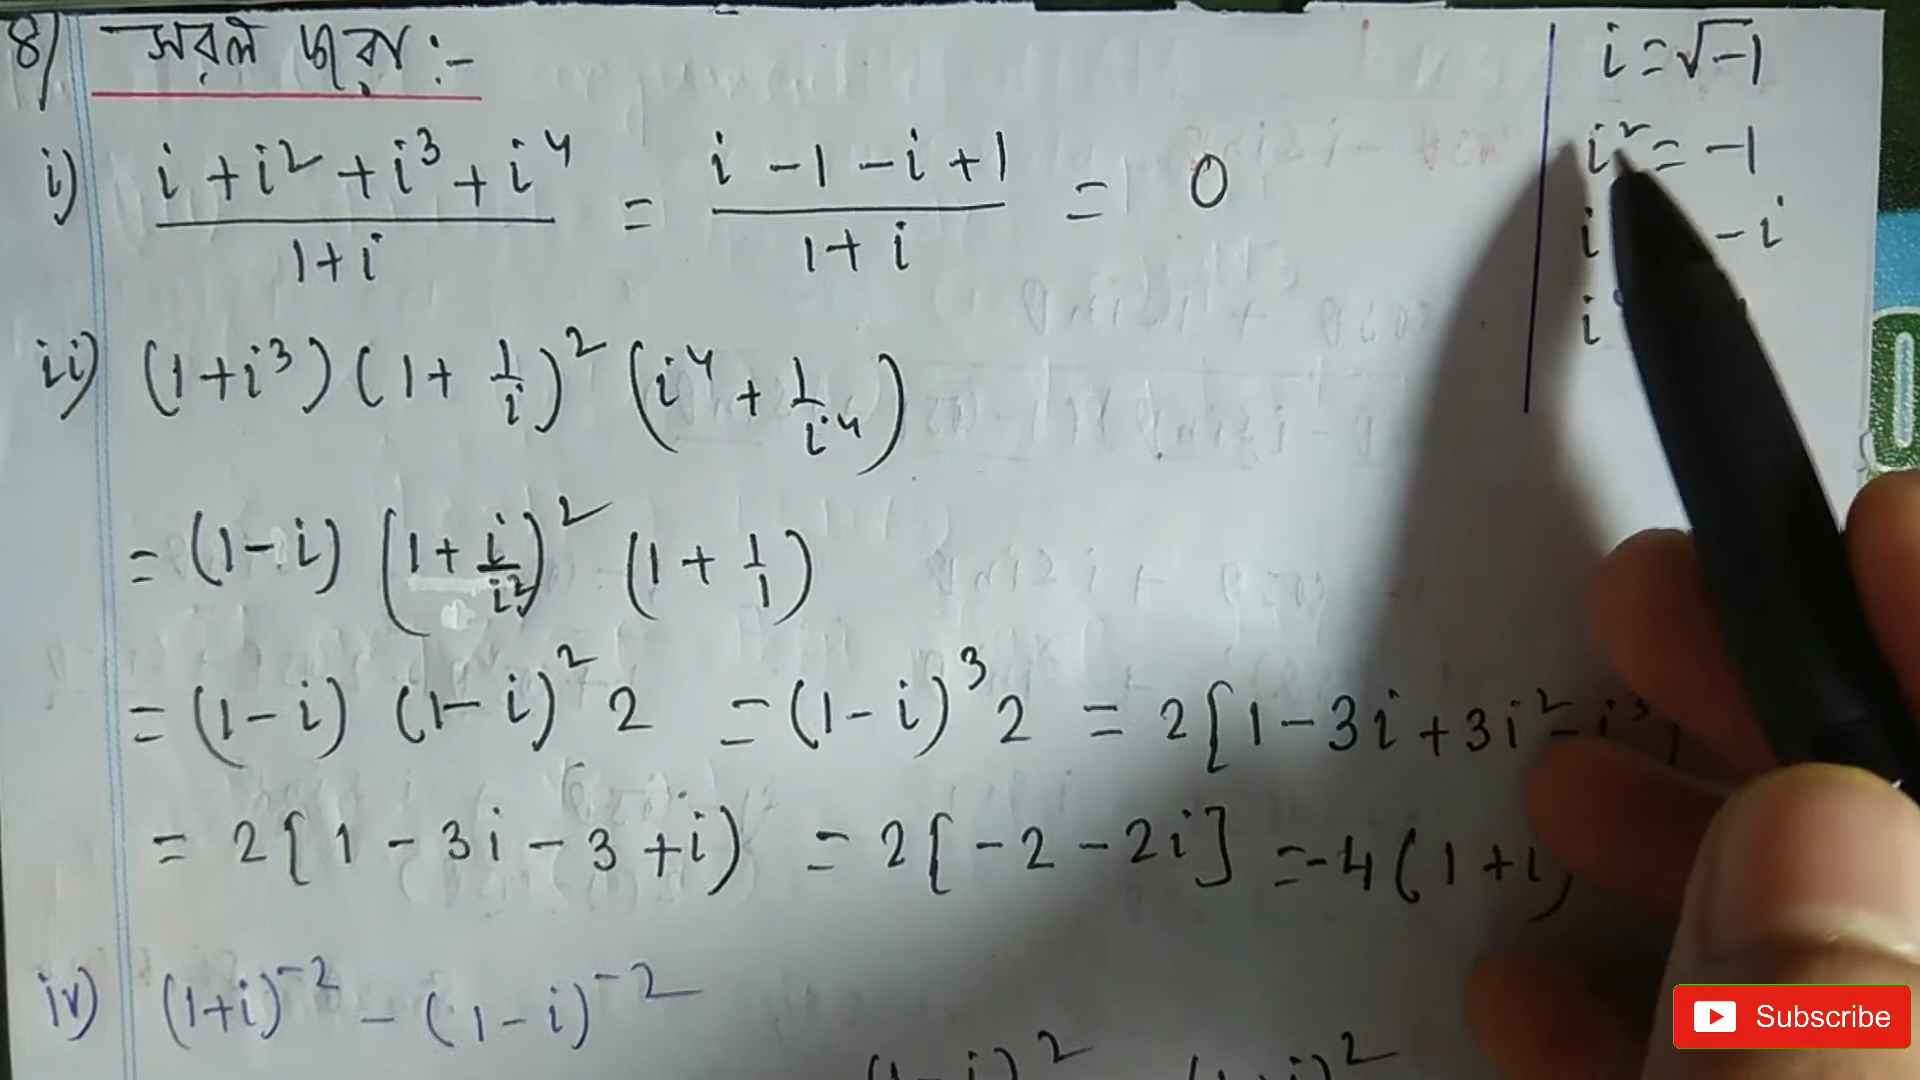 8) সরল কর :-
i) (i + i² + i³ + i⁴)/(1 + i) = (i - 1 - i + 1)/(1 + i) = 0
ii) (1 + i³) (1 + 1/i)² (i⁴ + 1/i⁴)
= (1 - i) (1 + i/i²)² (1 + 1/1)
= (1 - i) (1 - i)² 2 = (1 - i)³ 2 = 2[1 - 3i + 3i² - i³]
= 2[1 - 3i - 3 + i) = 2[-2 - 2i] = -4(1 + i)
iv) (1+i)⁻² - (1 - i)⁻²
i = √-1
i² = -1
i - i
i
Subscribe